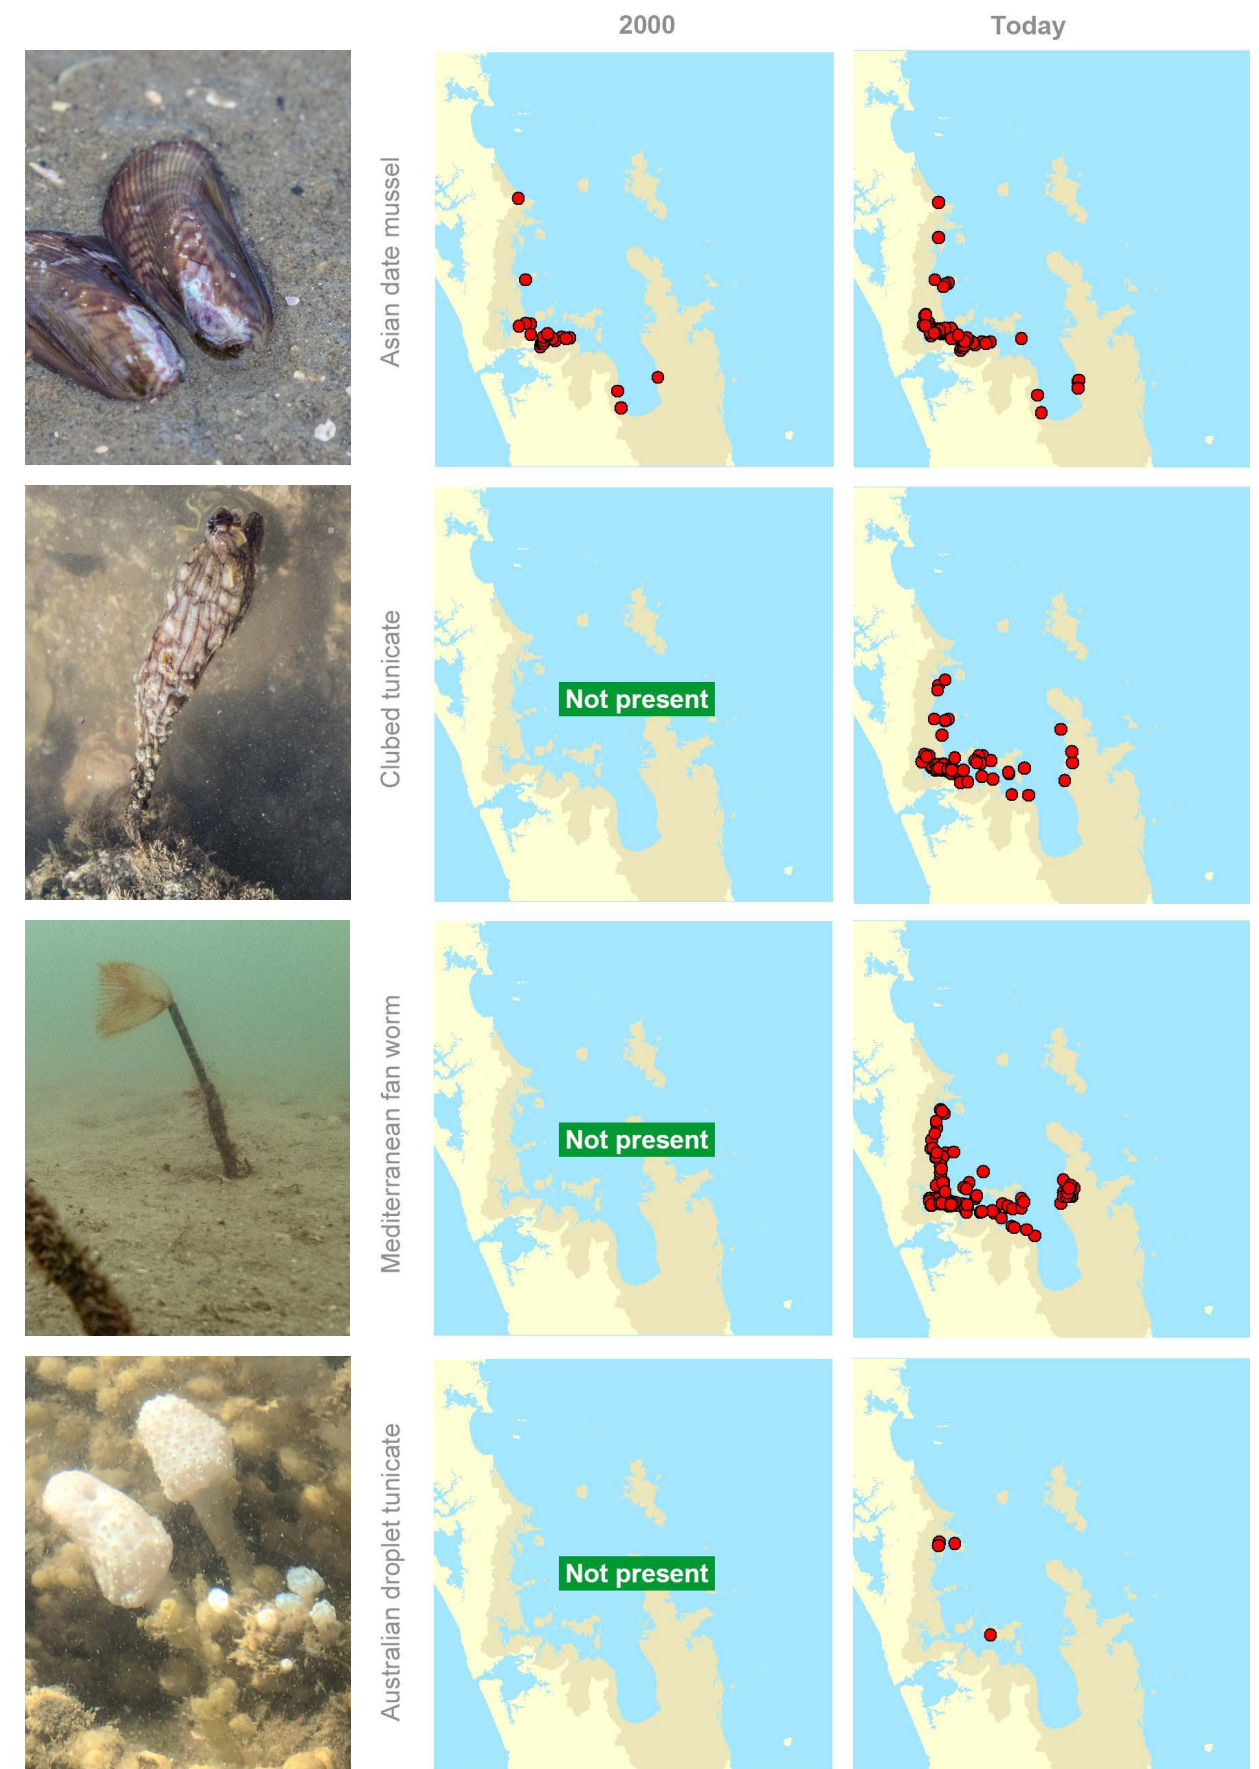 2000
Today
Asian date mussel
Clubed tunicate
Not present
Mediterranean fan worm
Not present
Australian droplet tunicate
Not present